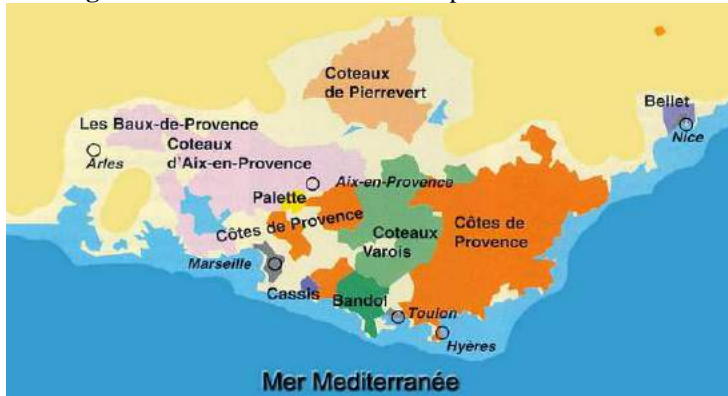 Coteaux
de Pierrevert
Bellet
Nice
Les Baux-de-Provence
Coteaux
d'Aix-en-Provence
Arles
Aix-en-Provence
Palette
Côtes de Provence
Coteaux
Varois
Côtes de
Provence
Marseille
Cassis
Bandol
Toulon
Hyères
Mer Mediterranée